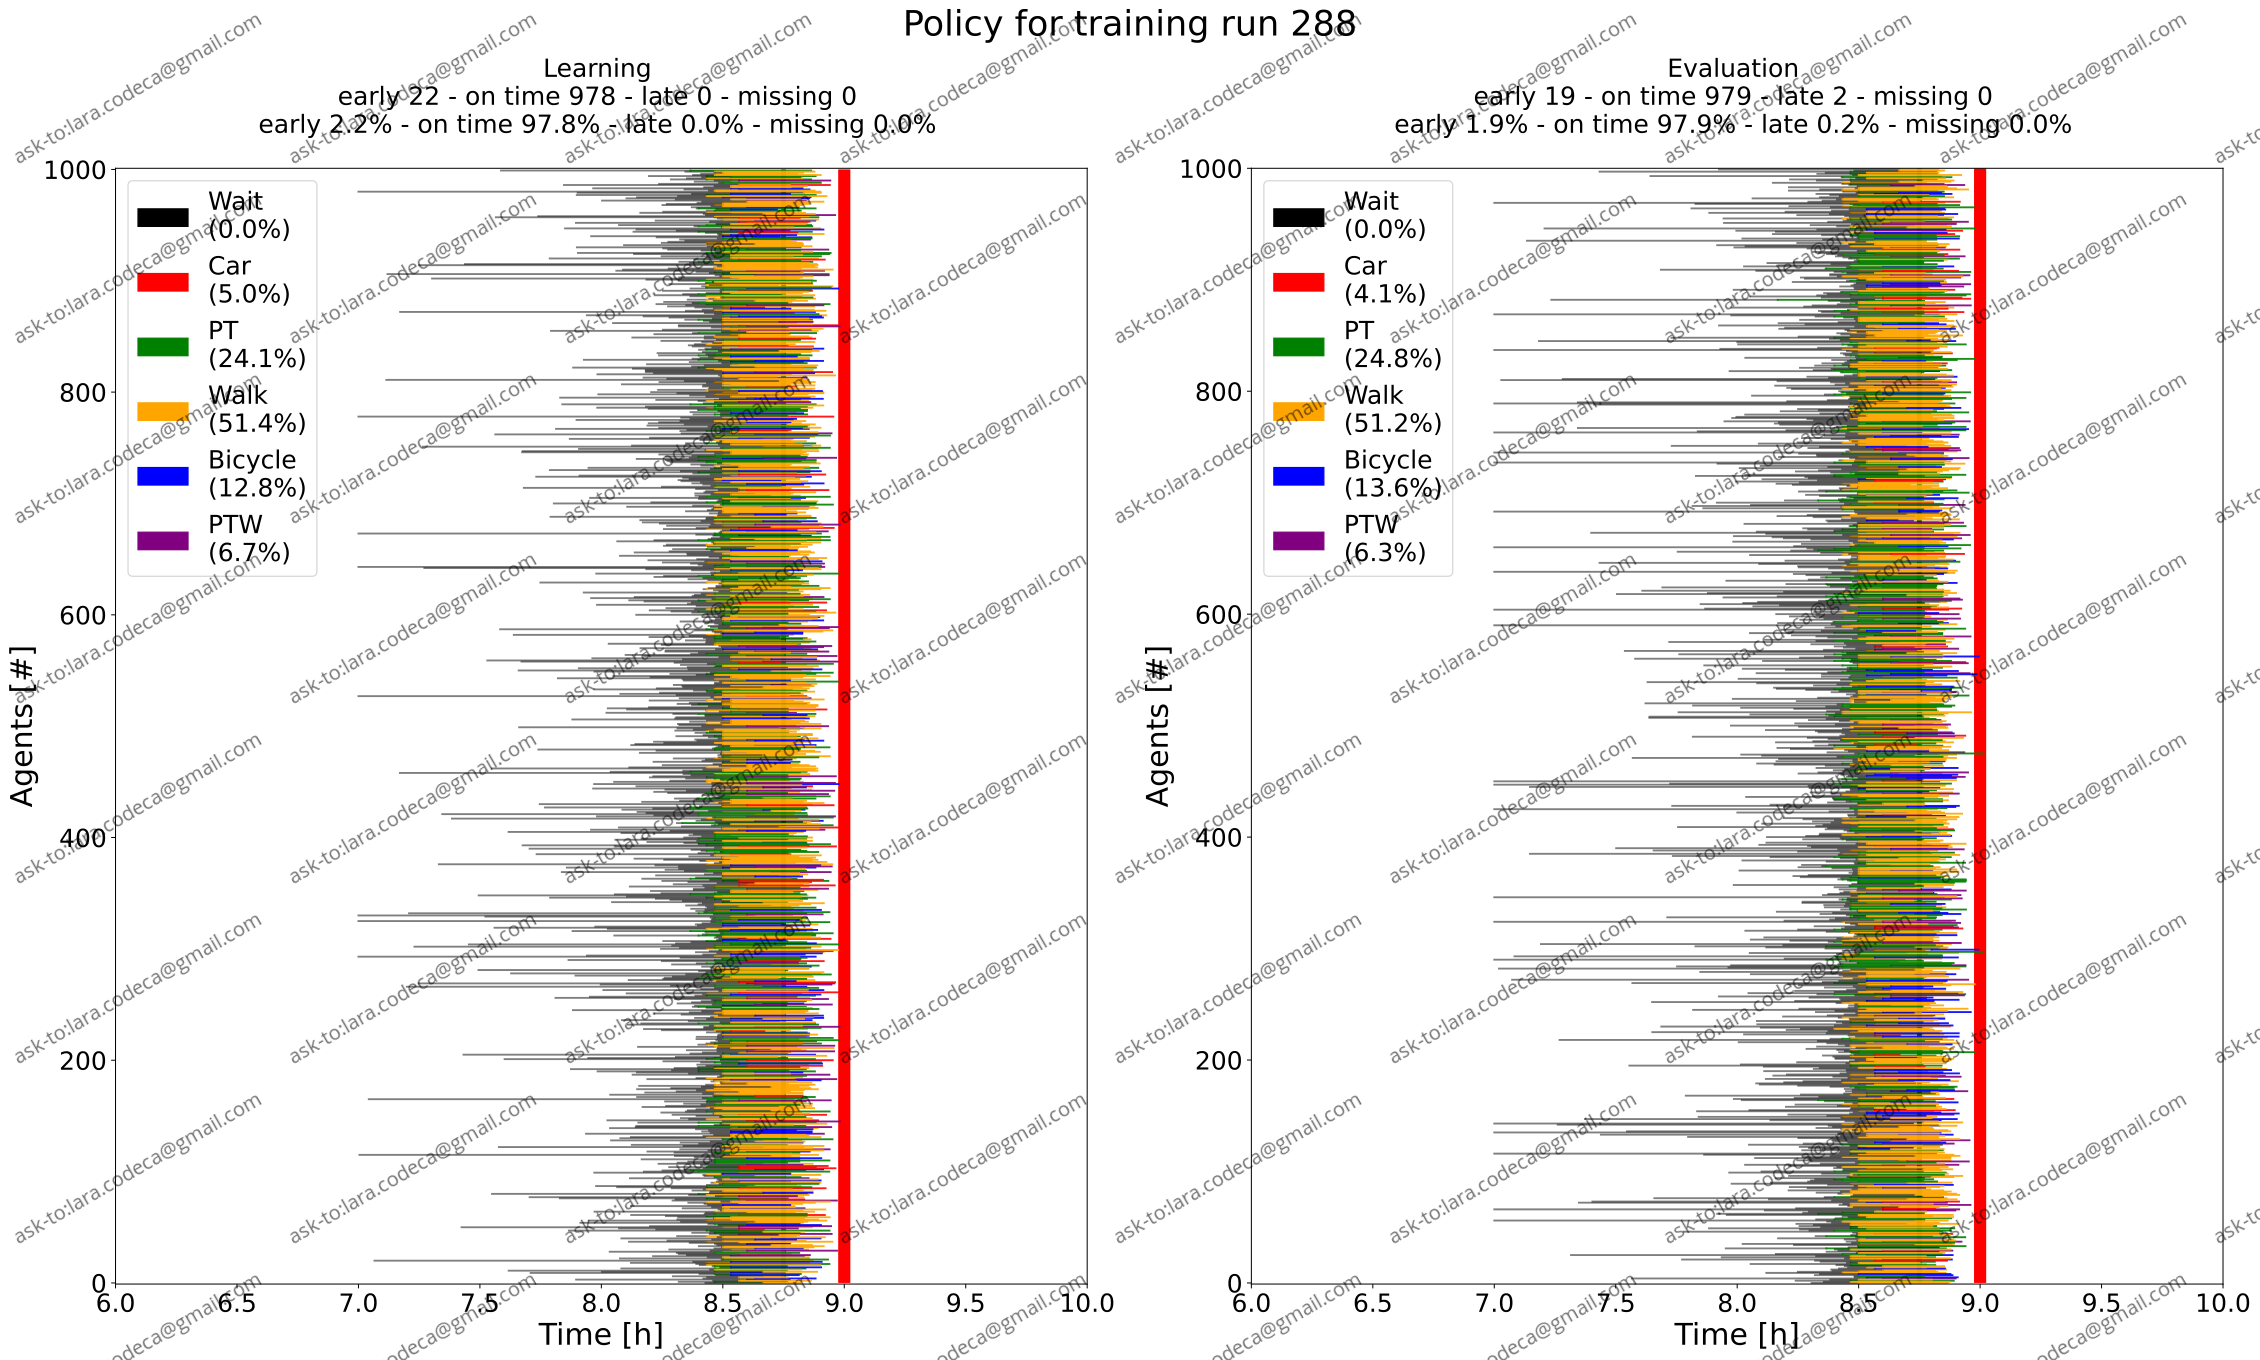 Policy for training run 288
Learning
early 22 - on time 978 - late 0 - missing 0
early 2.2% - on time 97.8% - late 0.0% - missing 0.0%
1000
800
600
400
200
0
Agents [#]
Wait
(0.0%)
Car
(5.0%)
PT
(24.1%)
Walk
(51.4%)
Bicycle
(12.8%)
PTW
(6.7%)
6.0 6.5 7.0 7.5 8.0 8.5 9.0 9.5 10.0
Time [h]
Evaluation
early 19 - on time 979 - late 2 - missing 0
early 1.9% - on time 97.9% - late 0.2% - missing 0.0%
1000
800
600
400
200
0
Agents [#]
Wait
(0.0%)
Car
(4.1%)
PT
(24.8%)
Walk
(51.2%)
Bicycle
(13.6%)
PTW
(6.3%)
6.0 6.5 7.0 7.5 8.0 8.5 9.0 9.5 10.0
Time [h]
ask-to:lara.codeca@gmail.com